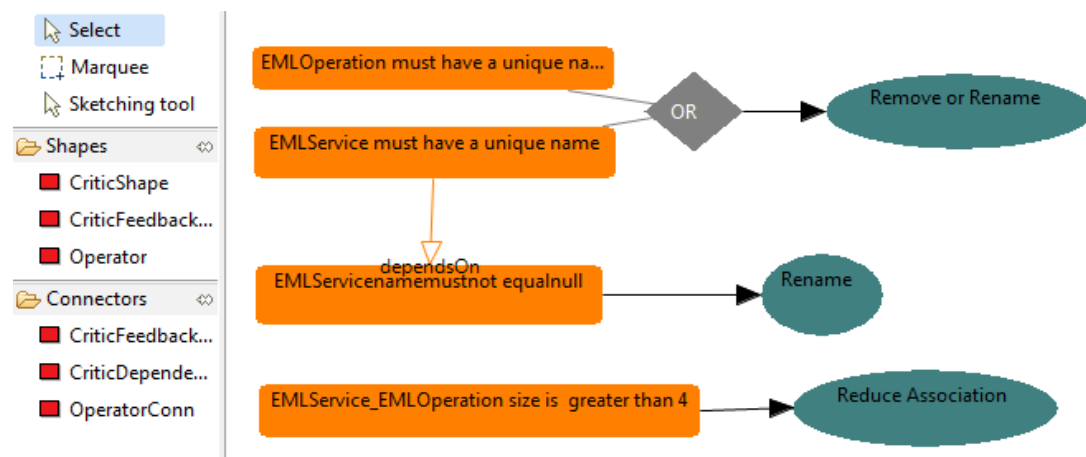 Select
Marquee
Sketching tool
Shapes
CriticShape
CriticFeedback...
Operator
Connectors
CriticFeedback...
CriticDepende...
OperatorConn
EMLOperation must have a unique na...
OR
Remove or Rename
EMLService must have a unique name
dependsOn
EMLServicenamemustnot equalnull
Rename
EMLService_EMLOperation size is  greater than 4
Reduce Association